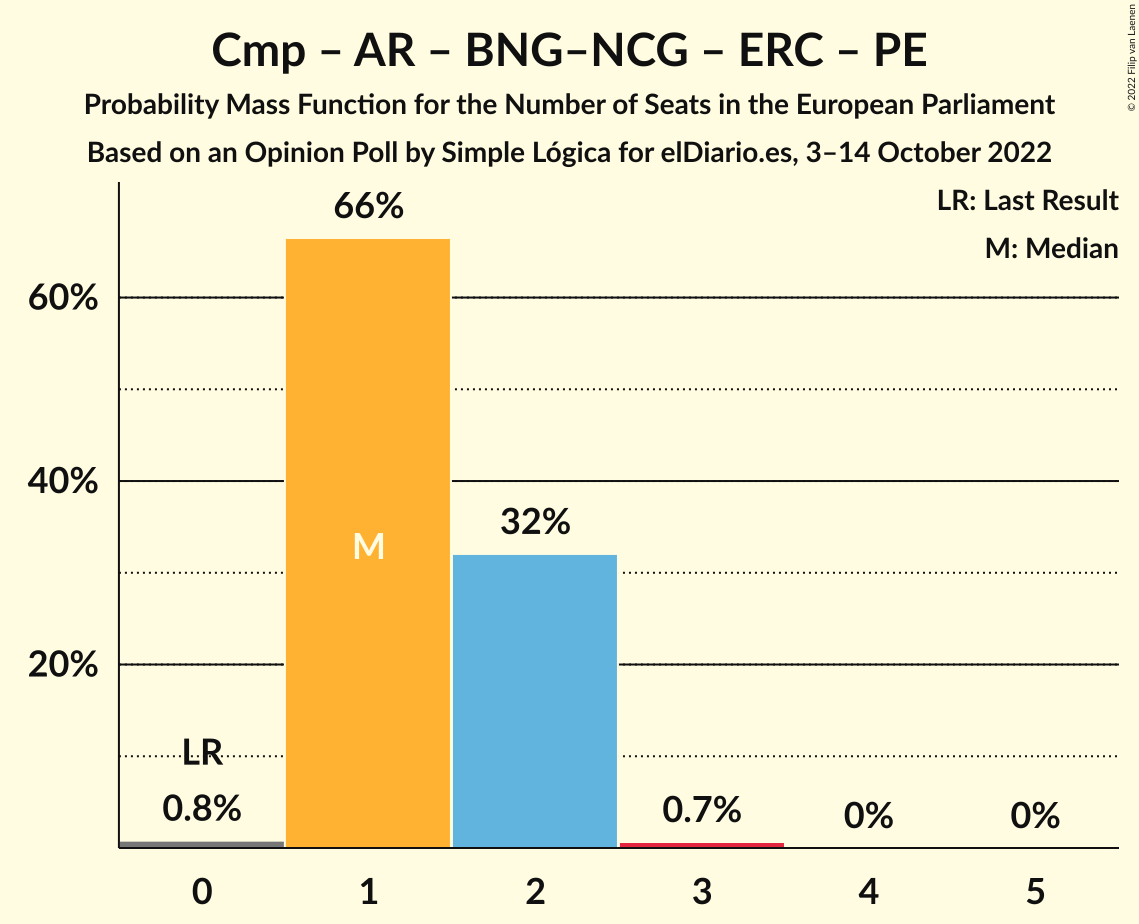 Cmp – AR – BNG–NCG – ERC – PE
Probability Mass Function for the Number of Seats in the European Parliament
Based on an Opinion Poll by Simple Lógica for elDiario.es, 3–14 October 2022
© 2022 Filip van Laenen
LR: Last Result
M: Median
66%
60%
40%
32%
M
20%
LR
0.8%
0.7%
0%
0%
0 1 2 3 4 5